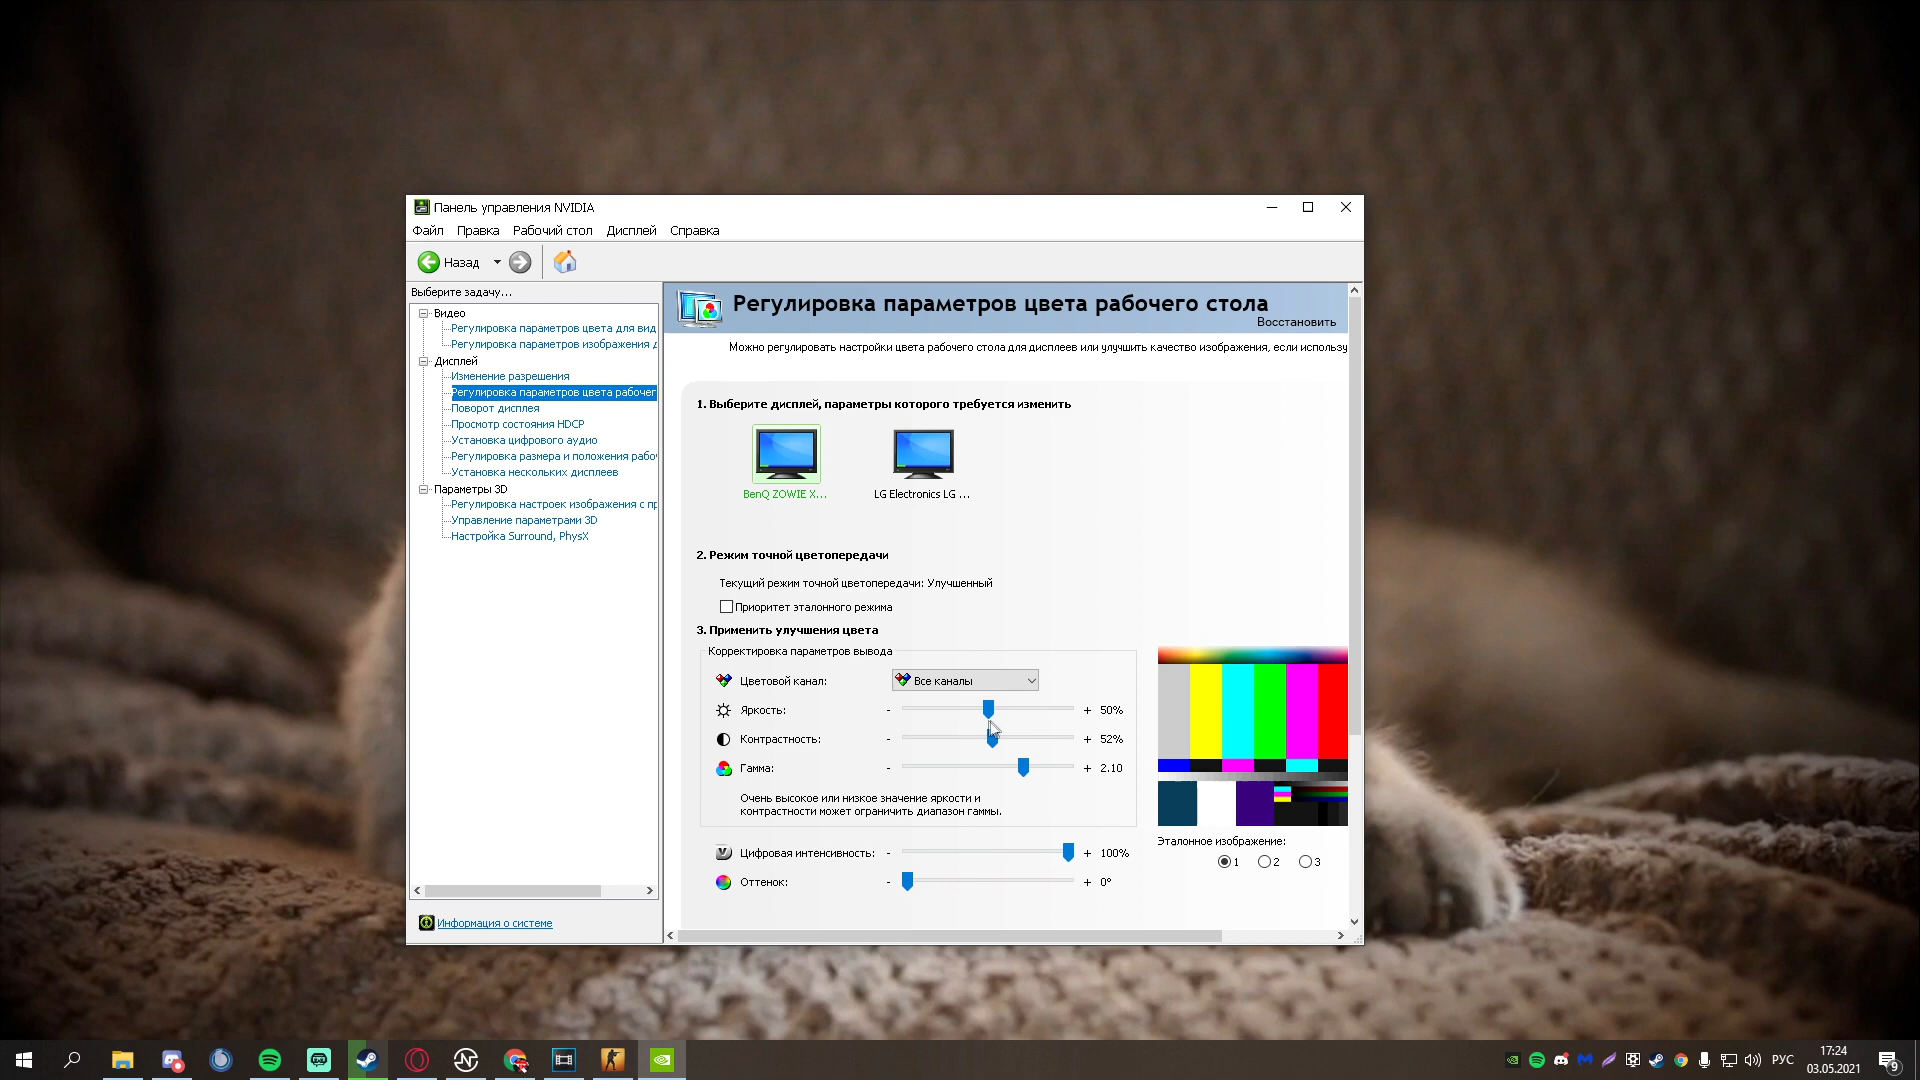 Панель управления NVIDIA
Файл Правка Рабочий стол Дисплей Справка
Назад
Выберите задачу...
Видео
Регулировка параметров цвета для вид
Регулировка параметров изображения д
Дисплей
Изменение разрешения
Регулировка параметров цвета рабочег
Поворот дисплея
Просмотр состояния HDCP
Установка цифрового аудио
Регулировка размера и положения рабо
Установка нескольких дисплеев
Параметры 3D
Регулировка настроек изображения с пр
Управление параметрами 3D
Настройка Surround, PhysX
Информация о системе
Регулировка параметров цвета рабочего стола
Восстановить
Можно регулировать настройки цвета рабочего стола для дисплеев или улучшить качество изображения, если использу
1. Выберите дисплей, параметры которого требуется изменить
BenQ ZOWIE X... LG Electronics LG ...
2. Режим точной цветопередачи
Текущий режим точной цветопередачи: Улучшенный
Приоритет эталонного режима
3. Применить улучшения цвета
Корректировка параметров вывода
Цветовой канал: Все каналы
Яркость: - + 50%
Контрастность: - + 52%
Гамма: - + 2.10
Очень высокое или низкое значение яркости и
контрастности может ограничить диапазон гаммы.
Цифровая интенсивность: - + 100%
Оттенок: - + 0°
Эталонное изображение:
1 2 3
РУС
17:24
03.05.2021
9